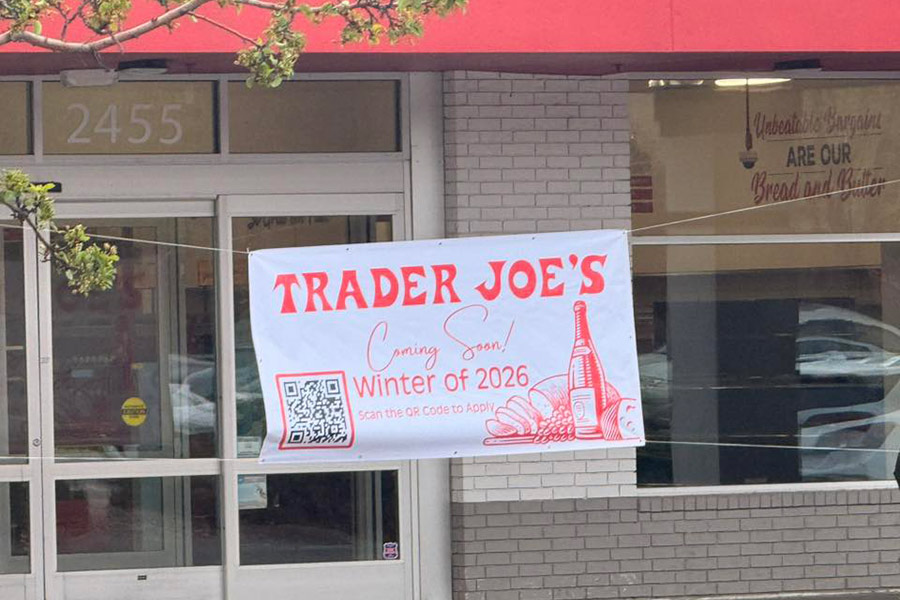 2455
Unbeatable Bargains
ARE OUR
Bread and Butter
TRADER JOE'S
Coming Soon!
Winter of 2026
Scan the QR Code to Apply